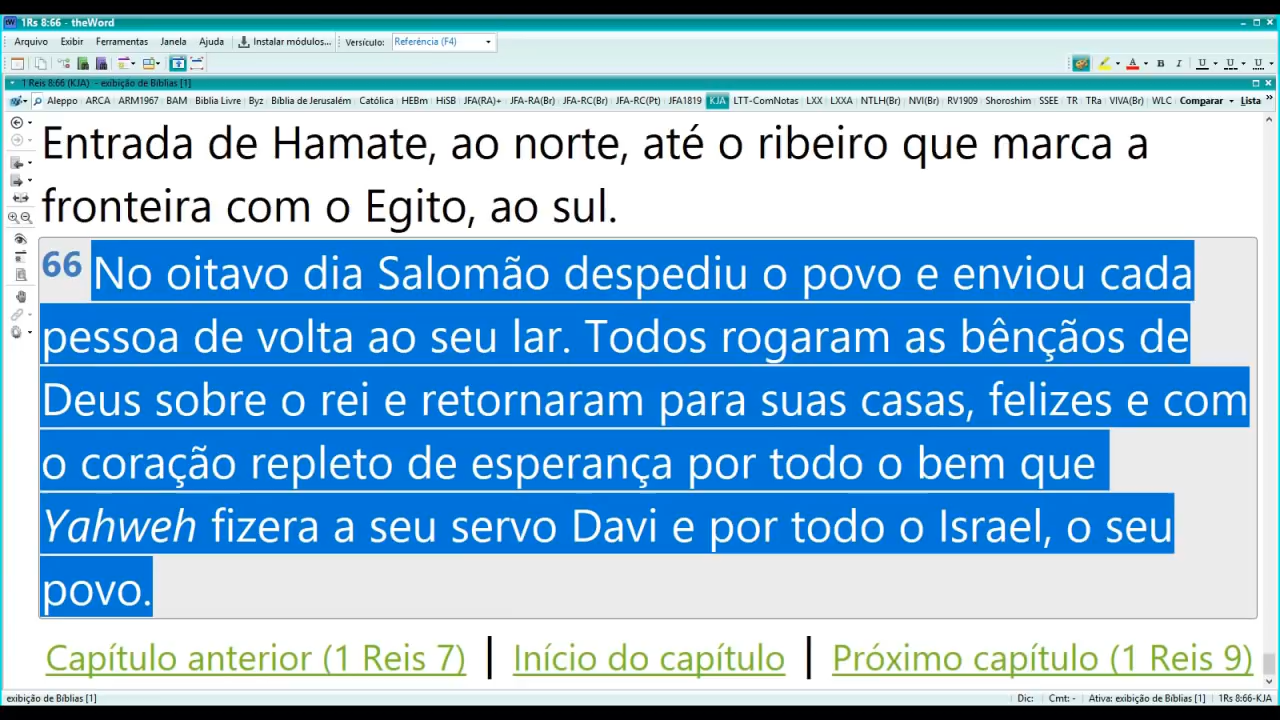 1Rs 8:66 - theWord
Arquivo Exibir Ferramentas Janela Ajuda Instalar módulos... Versículo: Referência (F4)
1 Reis 8:66 (KJA) - exibição de Bíblias [1]
Aleppo ARCA ARM1967 BAM Bíblia Livre Byz Bíblia de Jerusalém Católica HEBm HiSB JFA(RA)+ JFA-RA(Br) JFA-RC(Br) JFA-RC(Pt) JFA1819 KJA LTT-ComNotas LXX LXXA NTLH(Br) NVI(Br) RV1909 Shoroshim SSEE TR TRa VIVA(Br) WLC Comparar Lista
Entrada de Hamate, ao norte, até o ribeiro que marca a
fronteira com o Egito, ao sul.
66 No oitavo dia Salomão despediu o povo e enviou cada
pessoa de volta ao seu lar. Todos rogaram as bênçãos de
Deus sobre o rei e retornaram para suas casas, felizes e com
o coração repleto de esperança por todo o bem que
Yahweh fizera a seu servo Davi e por todo o Israel, o seu
povo.
Capítulo anterior (1 Reis 7) | Início do capítulo | Próximo capítulo (1 Reis 9)
exibição de Bíblias [1] Dic: Cmt: - Ativa: exibição de Bíblias [1] 1Rs 8:66-KJA